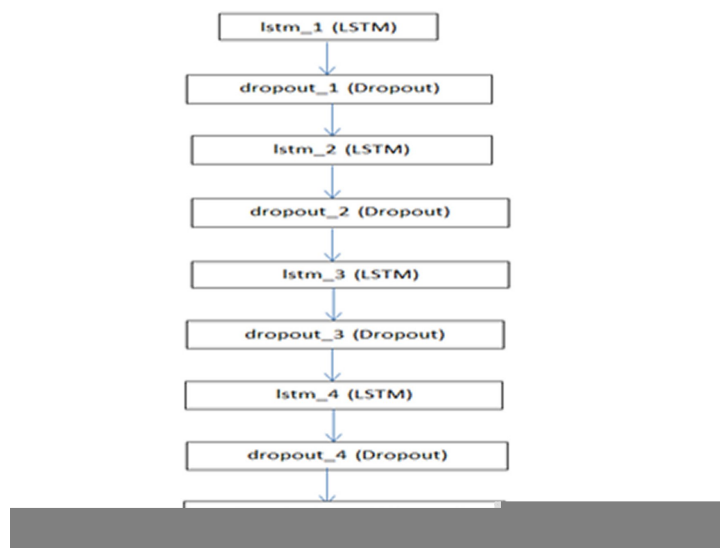 lstm_1 (LSTM)
dropout_1 (Dropout)
lstm_2 (LSTM)
dropout_2 (Dropout)
lstm_3 (LSTM)
dropout_3 (Dropout)
lstm_4 (LSTM)
dropout_4 (Dropout)